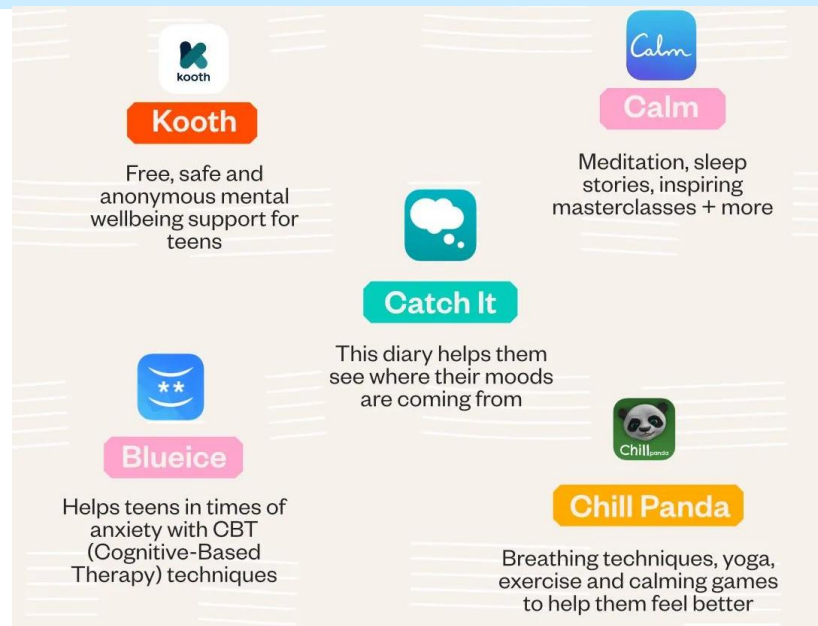 kooth
Kooth
Free, safe and
anonymous mental
wellbeing support for
teens
Calm
Calm
Meditation, sleep
stories, inspiring
masterclasses + more
Catch It
This diary helps them
see where their moods
are coming from
**
Blueice
Helps teens in times of
anxiety with CBT
(Cognitive-Based
Therapy) techniques
Chill panda
Chill Panda
Breathing techniques, yoga,
exercise and calming games
to help them feel better